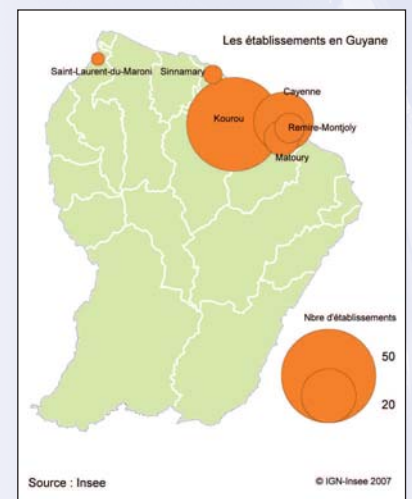 Les établissements en Guyane
Saint-Laurent-du-Maroni
Sinnamary
Cayenne
Kourou
Remire-Montjoly
Matoury
Nbre d'établissements
50
20
Source : Insee
© IGN-Insee 2007